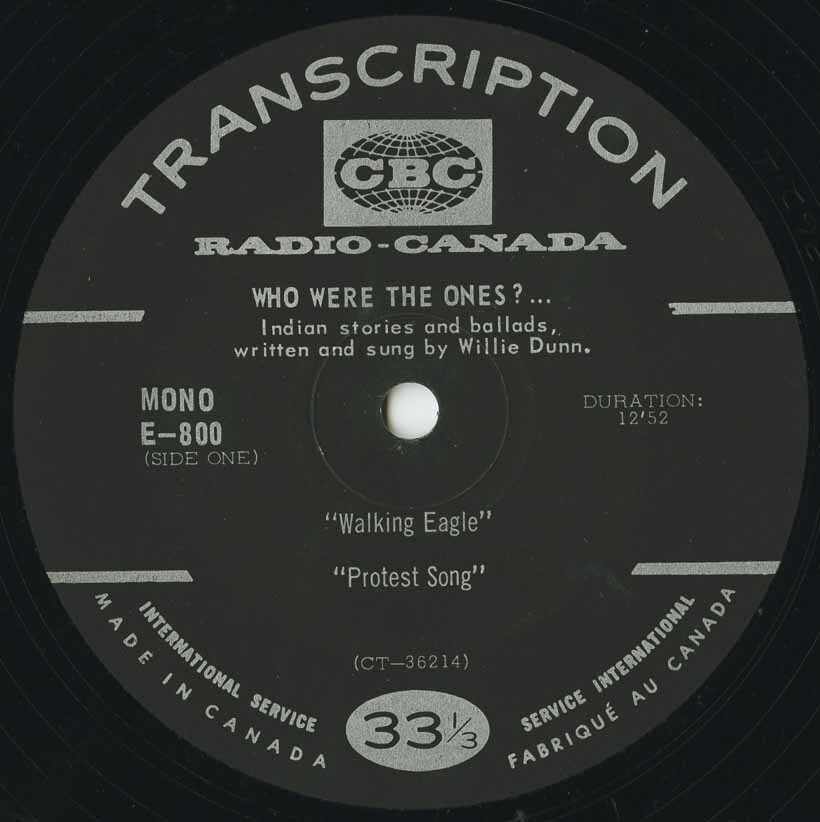 TRANSCRIPTION
CBC
RADIO-CANADA
WHO WERE THE ONES?...
Indian stories and ballads,
written and sung by Willie Dunn.
MONO
E-800
(SIDE ONE)
DURATION:
12'52
"Walking Eagle"
"Protest Song"
(CT-36214)
INTERNATIONAL SERVICE
MADE IN CANADA
33 1/3
SERVICE INTERNATIONAL
FABRIQUÉ AU CANADA